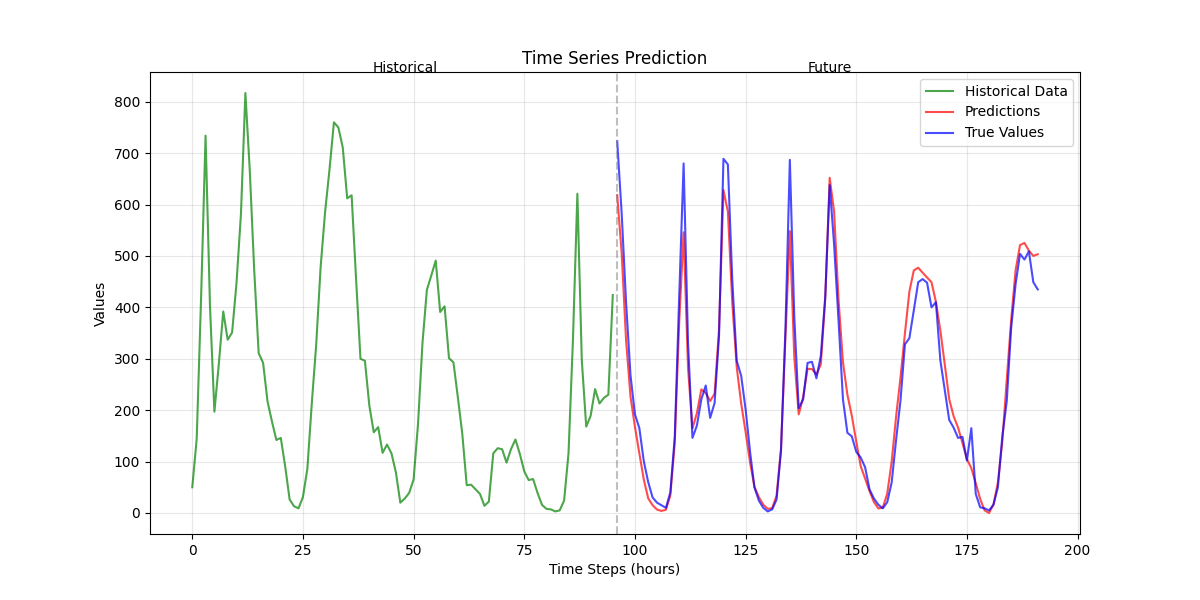 Time Series Prediction
Historical
Future
Historical Data
Predictions
True Values
Values
800
700
600
500
400
300
200
100
0
0
25
50
75
100
125
150
175
200
Time Steps (hours)